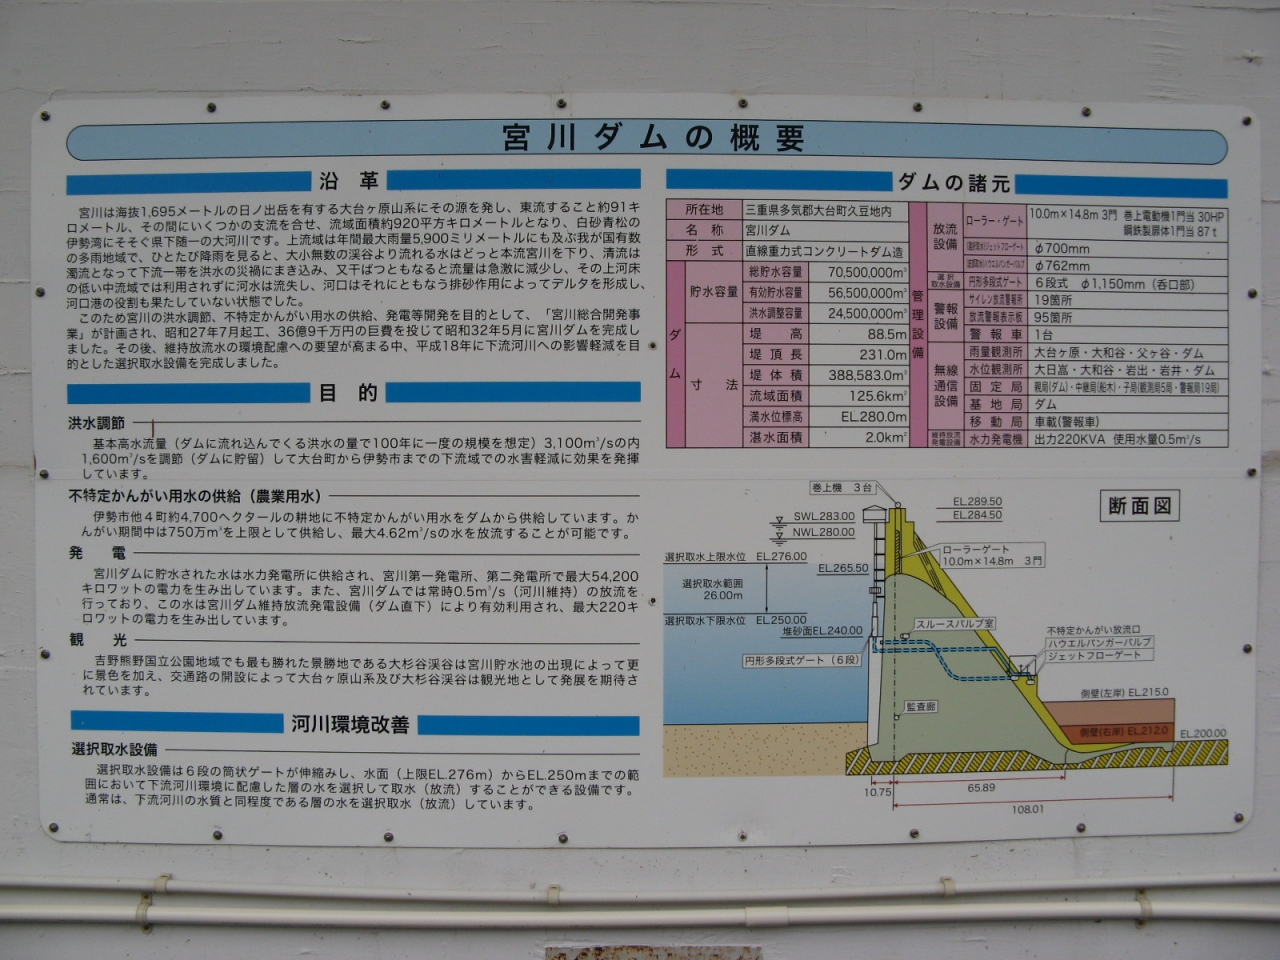 宮川ダムの概要
沿 革
宮川は海抜1,695メートルの日ノ出岳を有する大台ヶ原山系にその源を発し、東流すること約91キ
ロメートル、その間にいくつかの支流を合せ、流域面積約920平方キロメートルとなり、白砂青松の
伊勢湾にそそぐ県下随一の大河川です。上流域は年間最大雨量5,900ミリメートルにも及ぶ我が国有数
の多雨地域で、ひとたび降雨を見ると、大小無数の渓谷より流れる水はどっと本流宮川を下り、清流は
濁流となって下流一帯を洪水の災禍にまき込み、又干ばつともなると流量は急激に減少し、その上河床
の低い中流域では利用されずに河水は流失し、河口はそれにともなう排砂作用によってデルタを形成し、
河口港の役割も果たしていない状態でした。
このため宮川の洪水調節、不特定かんがい用水の供給、発電等開発を目的として、「宮川総合開発事
業」が計画され、昭和27年7月起工、36億9千万円の巨費を投じて昭和32年5月に宮川ダムを完成し
ました。その後、維持放流水の環境配慮への要望が高まる中、平成18年に下流河川への影響軽減を目
的とした選択取水設備を完成しました。
目 的
洪水調節
基本高水流量（ダムに流れ込んでくる洪水の量で100年に一度の規模を想定）3,100m³/sの内
1,600m³/sを調節（ダムに貯留）して大台町から伊勢市までの下流域での水害軽減に効果を発揮
しています。
不特定かんがい用水の供給（農業用水）
伊勢市他４町約4,700ヘクタールの耕地に不特定かんがい用水をダムから供給しています。か
んがい期間中は750万m³を上限として供給し、最大4.62m³/sの水を放流することが可能です。
発 電
宮川ダムに貯水された水は水力発電所に供給され、宮川第一発電所、第二発電所で最大54,200
キロワットの電力を生み出しています。また、宮川ダムでは常時0.5m³/s（河川維持）の放流を
行っており、この水は宮川ダム維持放流発電設備（ダム直下）により有効利用され、最大220キ
ロワットの電力を生み出しています。
観 光
吉野熊野国立公園地域でも最も勝れた景勝地である大杉谷渓谷は宮川貯水池の出現によって更
に景色を加え、交通路の開設によって大台ヶ原山系及び大杉谷渓谷は観光地として発展を期待さ
れています。
河川環境改善
選択取水設備
選択取水設備は６段の筒状ゲートが伸縮みし、水面（上限EL.276m）からEL.250mまでの範
囲において下流河川環境に配慮した層の水を選択して取水（放流）することができる設備です。
通常は、下流河川の水質と同程度である層の水を選択取水（放流）しています。
ダムの諸元
所在地 三重県多気郡大台町久豆地内
名 称 宮川ダム
形 式 直線重力式コンクリートダム造
ダム
貯水容量 総貯水容量 70,500,000m³
有効貯水容量 56,500,000m³
洪水調整容量 24,500,000m³
寸 法 堤 高 88.5m
堤 頂 長 231.0m
堤 体 積 388,583.0m³
流域面積 125.6km²
満水位標高 EL.280.0m
湛水面積 2.0km²
管理設備
放流設備 ローラー・ゲート 10.0m×14.8m 3門 巻上電動機1門当 30HP
鋼鉄製扉体1門当 87 t
φ700mm
φ762mm
選択取水設備 円形多段式ゲート 6段式 φ1,150mm（呑口部）
警報設備 サイレン放流警報所 19箇所
放流警報表示板 95箇所
警 報 車 1台
無線通信設備 雨量観測所 大台ヶ原・大和谷・父ヶ谷・ダム
水位観測所 大日嵓・大和谷・岩出・岩井・ダム
固 定 局 親局(ダム)・中継局(船木)・子局(観測局5局・警報局19局)
基 地 局 ダム
移 動 局 車載(警報車)
維持放流発電設備 水力発電機 出力220KVA 使用水量0.5m³/s
断面図
巻上機 ３台
EL.289.50
EL.284.50
SWL.283.00
NWL.280.00
ローラーゲート
10.0m×14.8m 3門
選択取水上限水位 EL.276.00
EL.265.50
選択取水範囲
26.00m
選択取水下限水位 EL.250.00
堆砂面EL.240.00
スルースバルブ室
円形多段式ゲート（６段）
不特定かんがい放流口
ハウエルバンガーバルブ
ジェットフローゲート
監査廊
側壁(左岸) EL.215.0
側壁(右岸) EL.212.0
EL.200.00
10.75
65.89
108.01